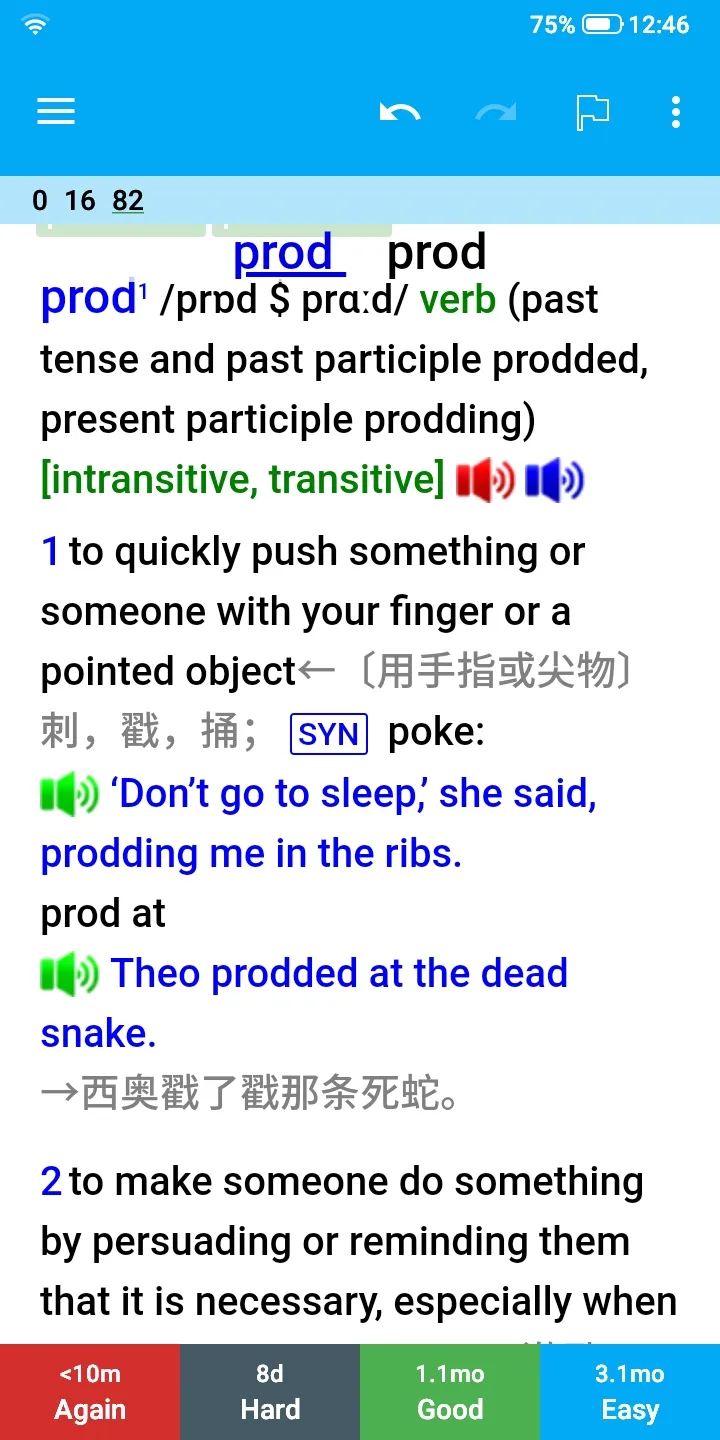 75% 12:46
0 16 82
prod prod
prod1 /prɒd $ prɑːd/ verb (past
tense and past participle prodded,
present participle prodding)
[intransitive, transitive]
1 to quickly push something or
someone with your finger or a
pointed object←〔用手指或尖物〕
刺，戳，捅； SYN poke:
‘Don’t go to sleep,’ she said,
prodding me in the ribs.
prod at
Theo prodded at the dead
snake.
→西奥戳了戳那条死蛇。
2 to make someone do something
by persuading or reminding them
that it is necessary, especially when
<10m 8d 1.1mo 3.1mo
Again Hard Good Easy